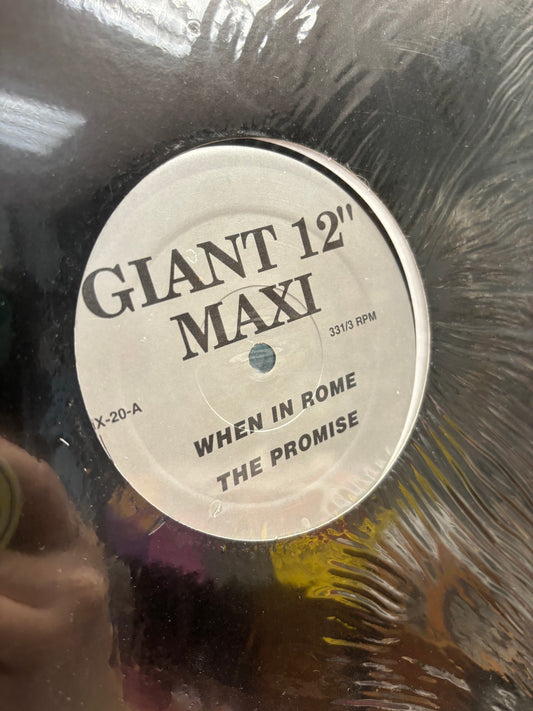 GIANT 12"
MAXI
331/3 RPM
X-20-A
WHEN IN ROME
THE PROMISE